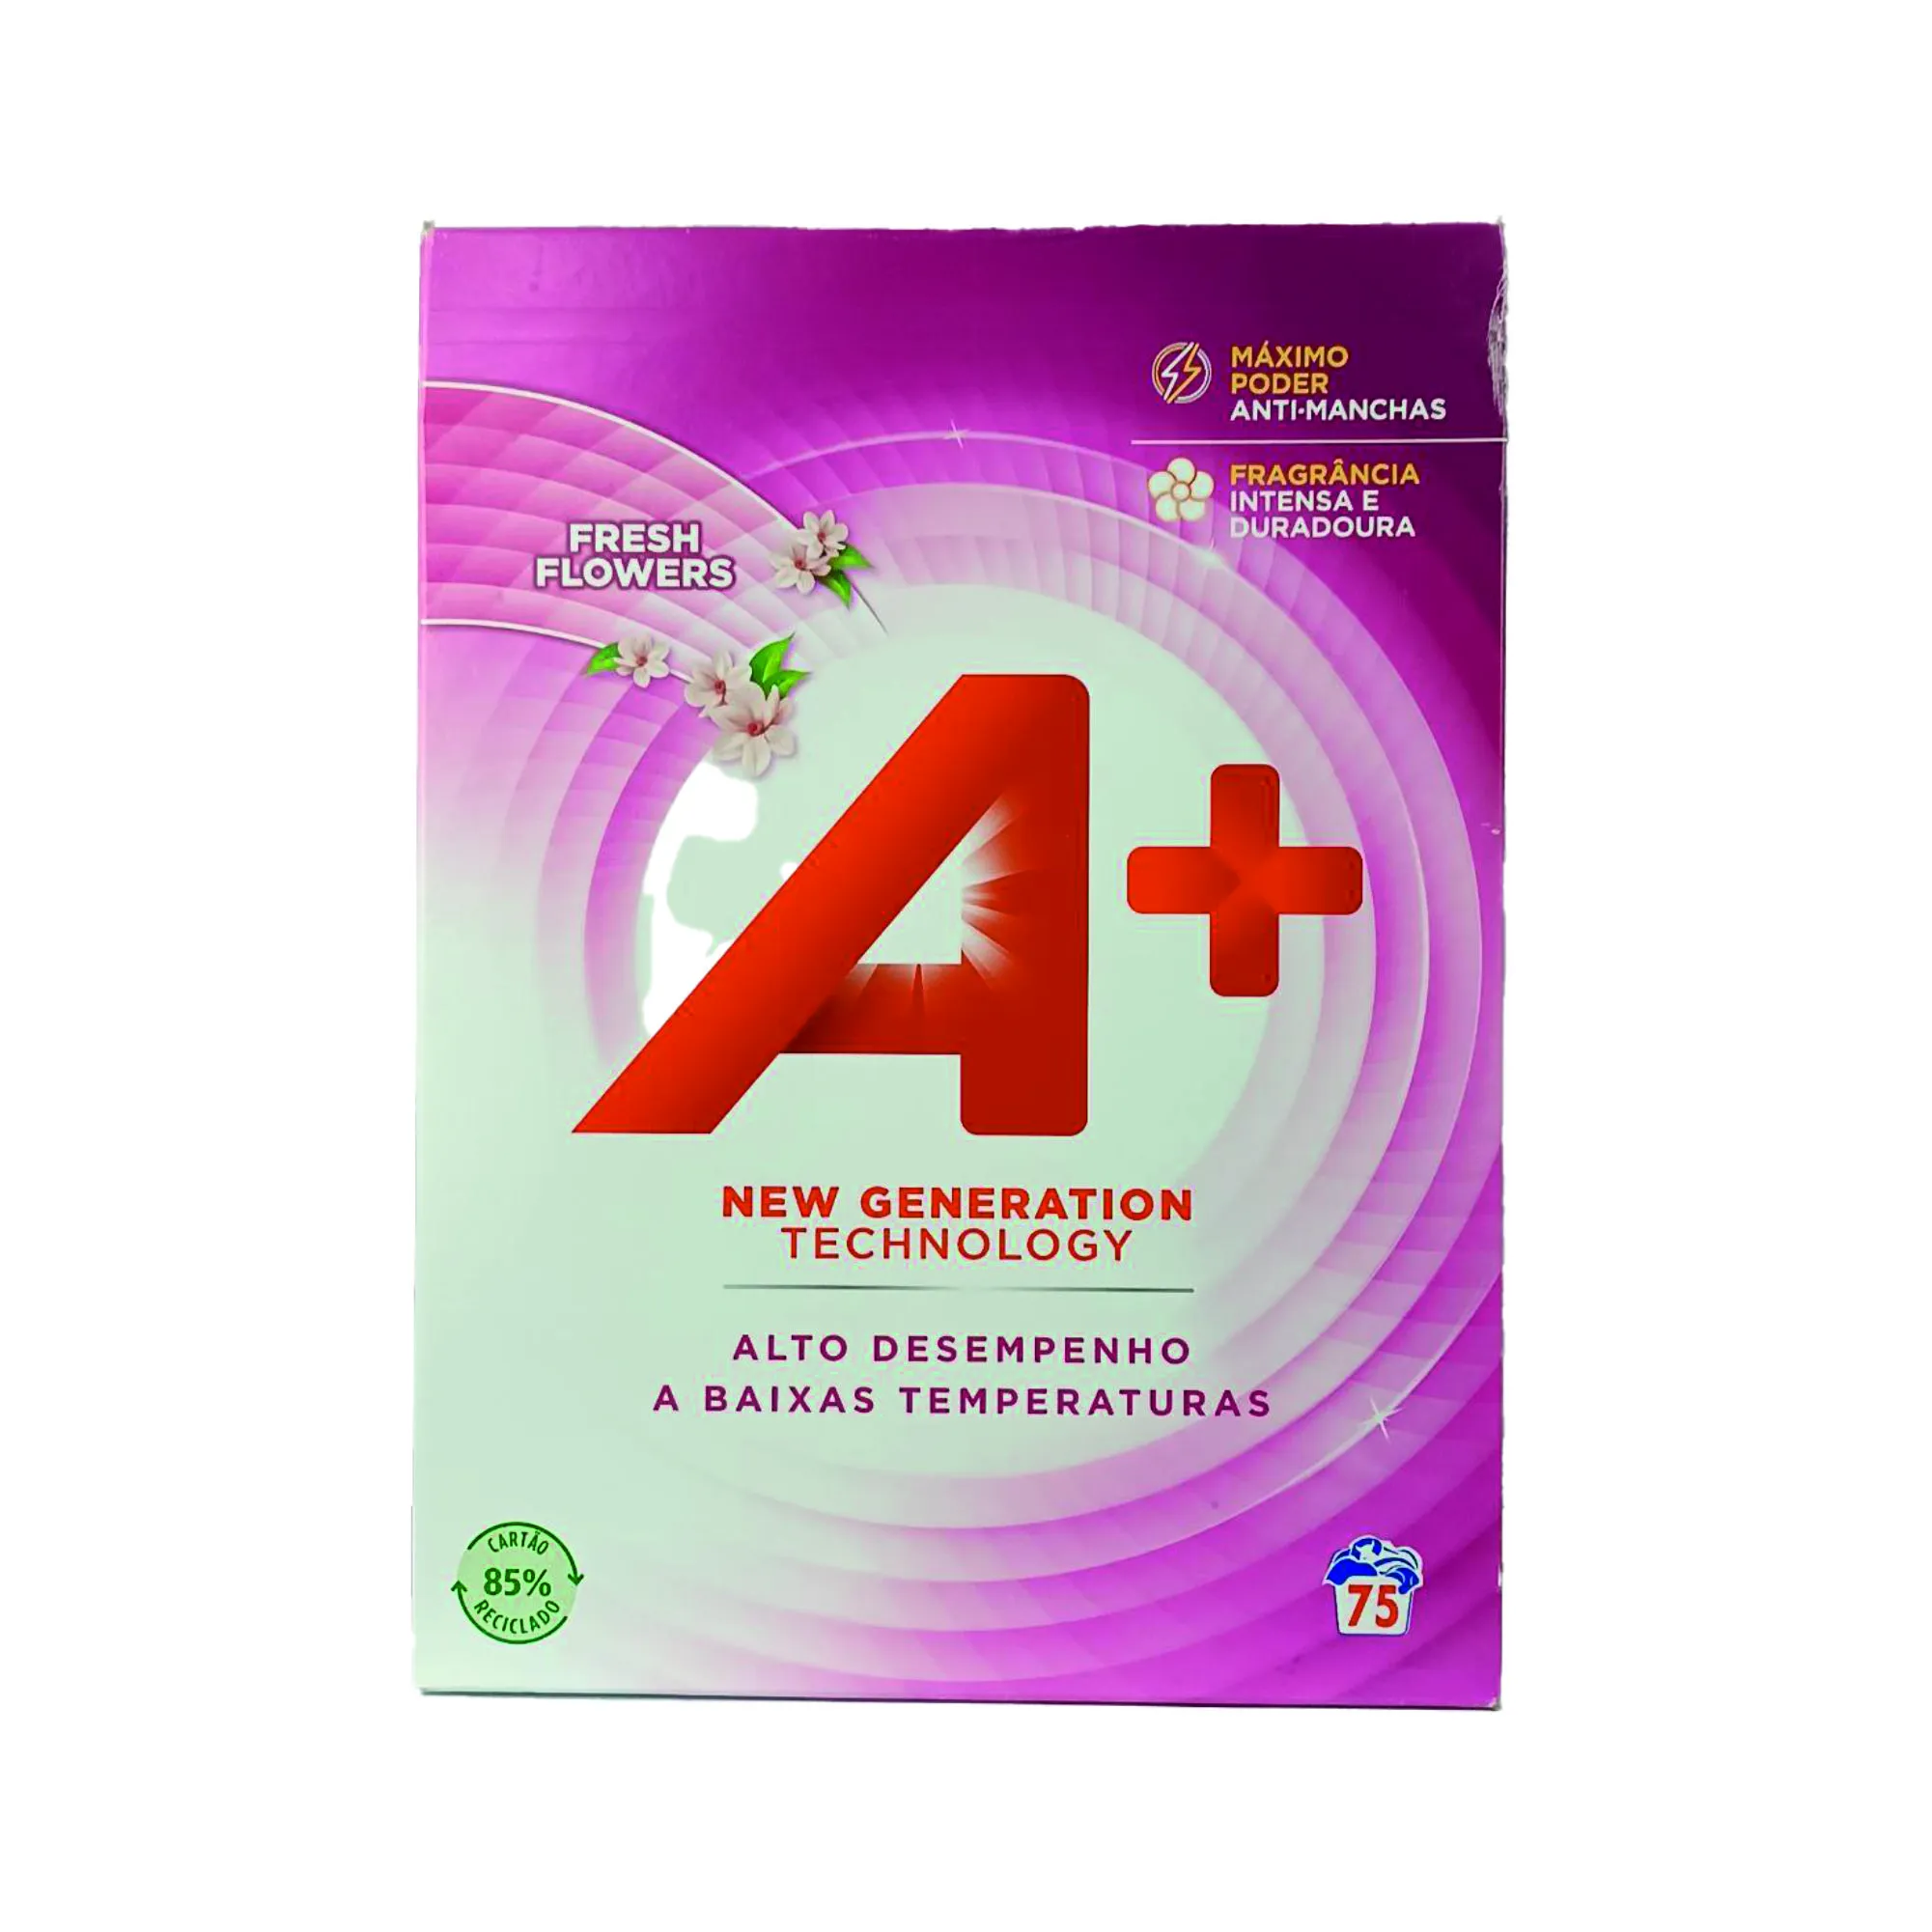 MÁXIMO
PODER
ANTI-MANCHAS
FRAGRÂNCIA
INTENSA E
DURADOURA
FRESH
FLOWERS
A+
NEW GENERATION
TECHNOLOGY
ALTO DESEMPENHO
A BAIXAS TEMPERATURAS
CARTÃO
85%
RECICLADO
75